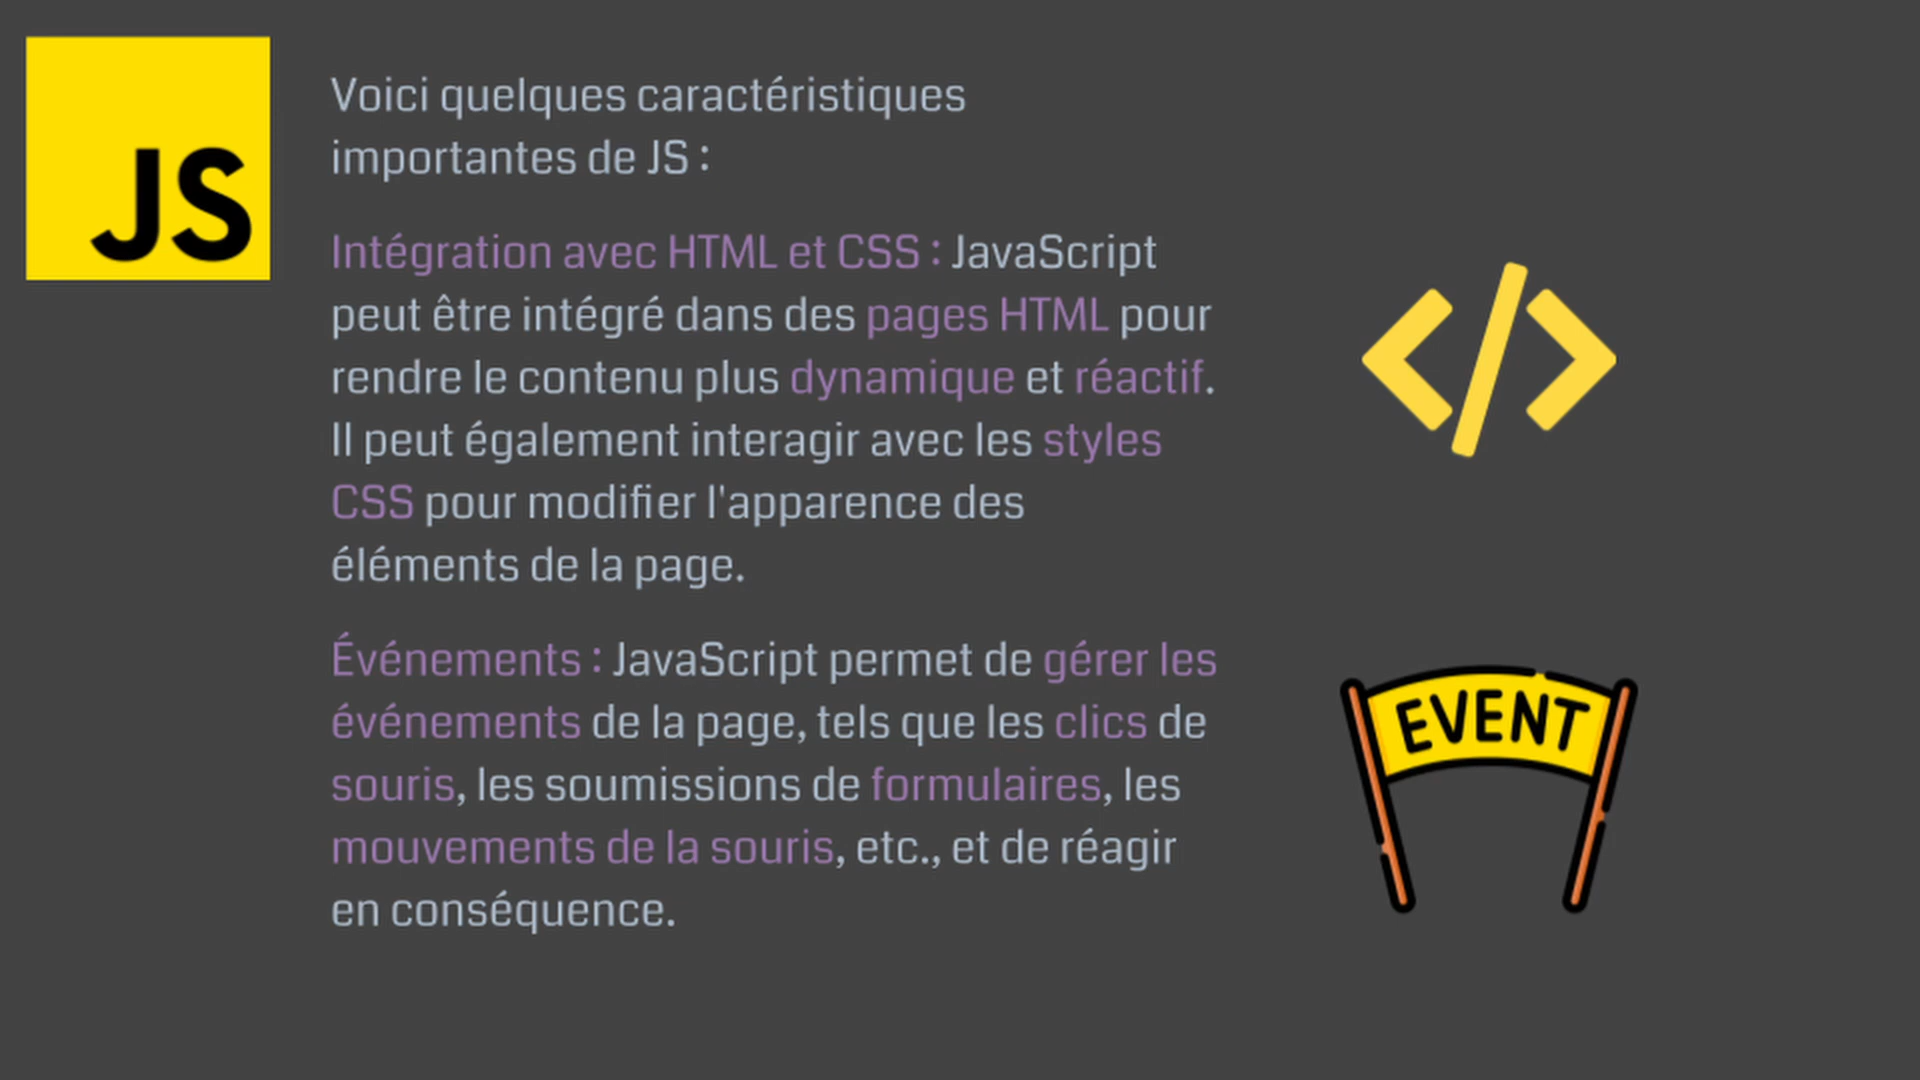 JS
Voici quelques caractéristiques
importantes de JS :
Intégration avec HTML et CSS : JavaScript
peut être intégré dans des pages HTML pour
rendre le contenu plus dynamique et réactif.
Il peut également interagir avec les styles
CSS pour modifier l'apparence des
éléments de la page.
Événements : JavaScript permet de gérer les
événements de la page, tels que les clics de
souris, les soumissions de formulaires, les
mouvements de la souris, etc., et de réagir
en conséquence.
</>
EVENT